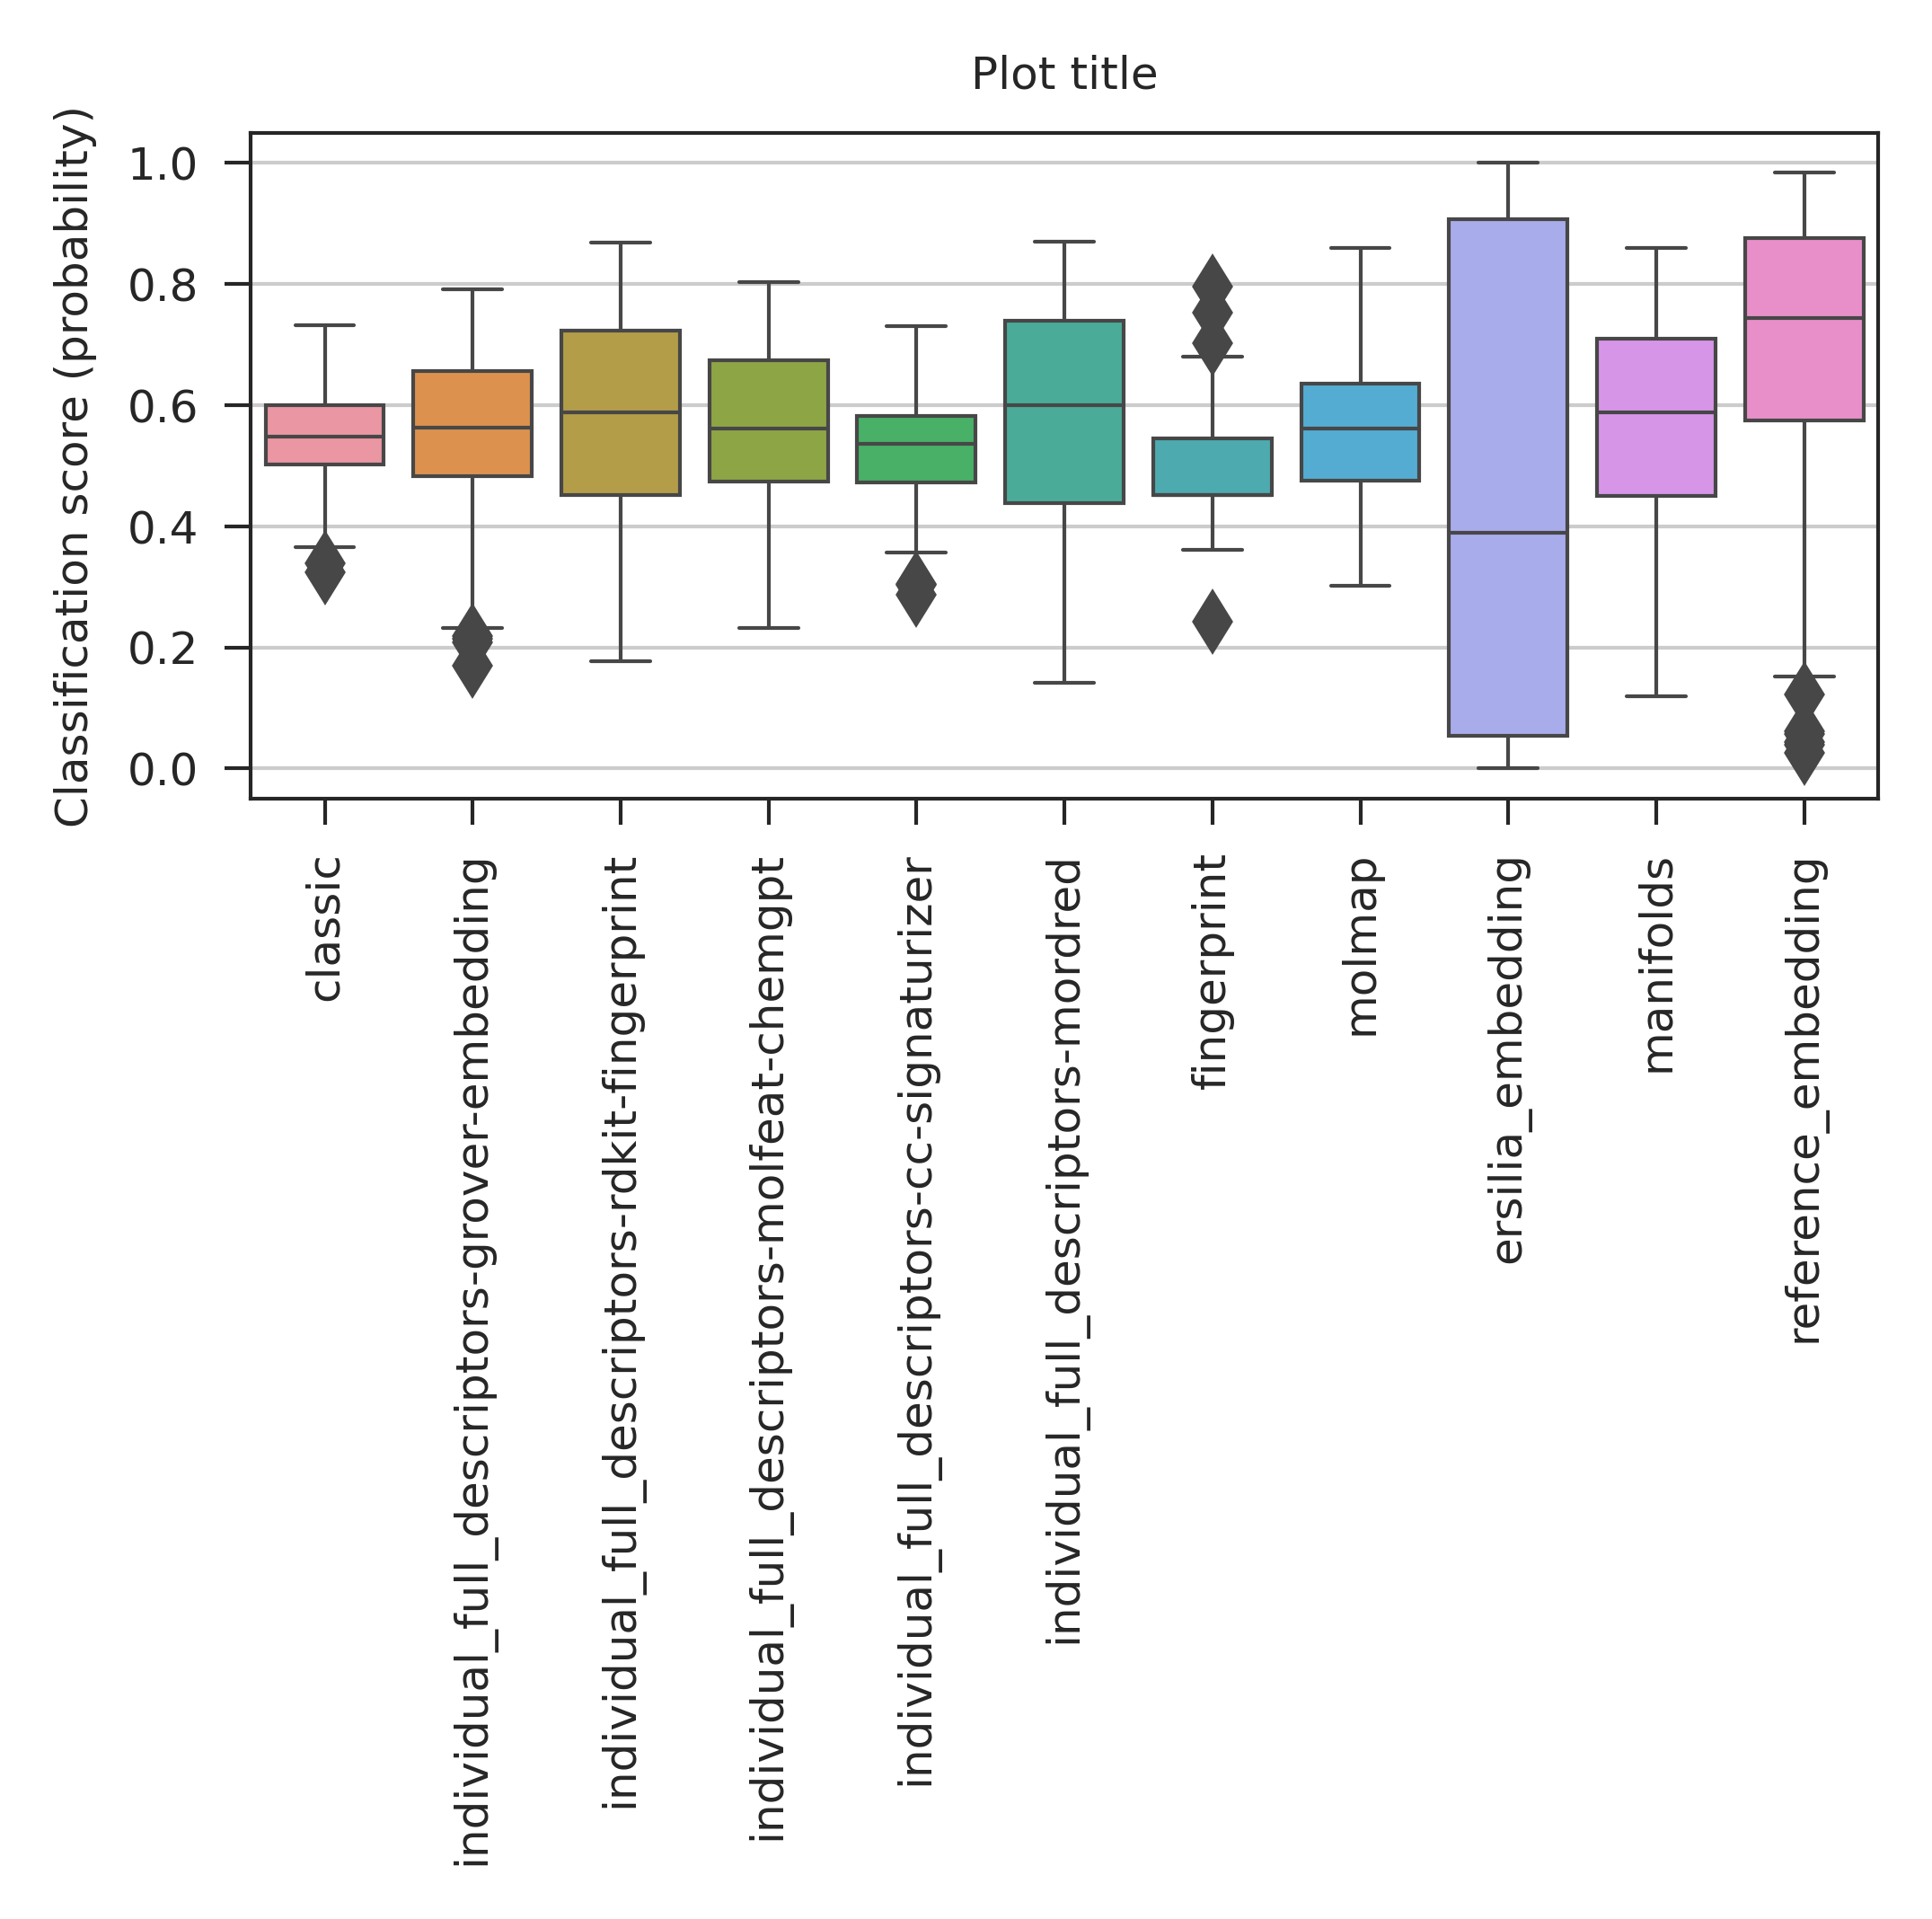 Plot title
Classification score (probability)
1.0
0.8
0.6
0.4
0.2
0.0
classic
individual_full_descriptors-grover-embedding
individual_full_descriptors-rdkit-fingerprint
individual_full_descriptors-molfeat-chemgpt
individual_full_descriptors-cc-signaturizer
individual_full_descriptors-mordred
fingerprint
molmap
ersilia_embedding
manifolds
reference_embedding